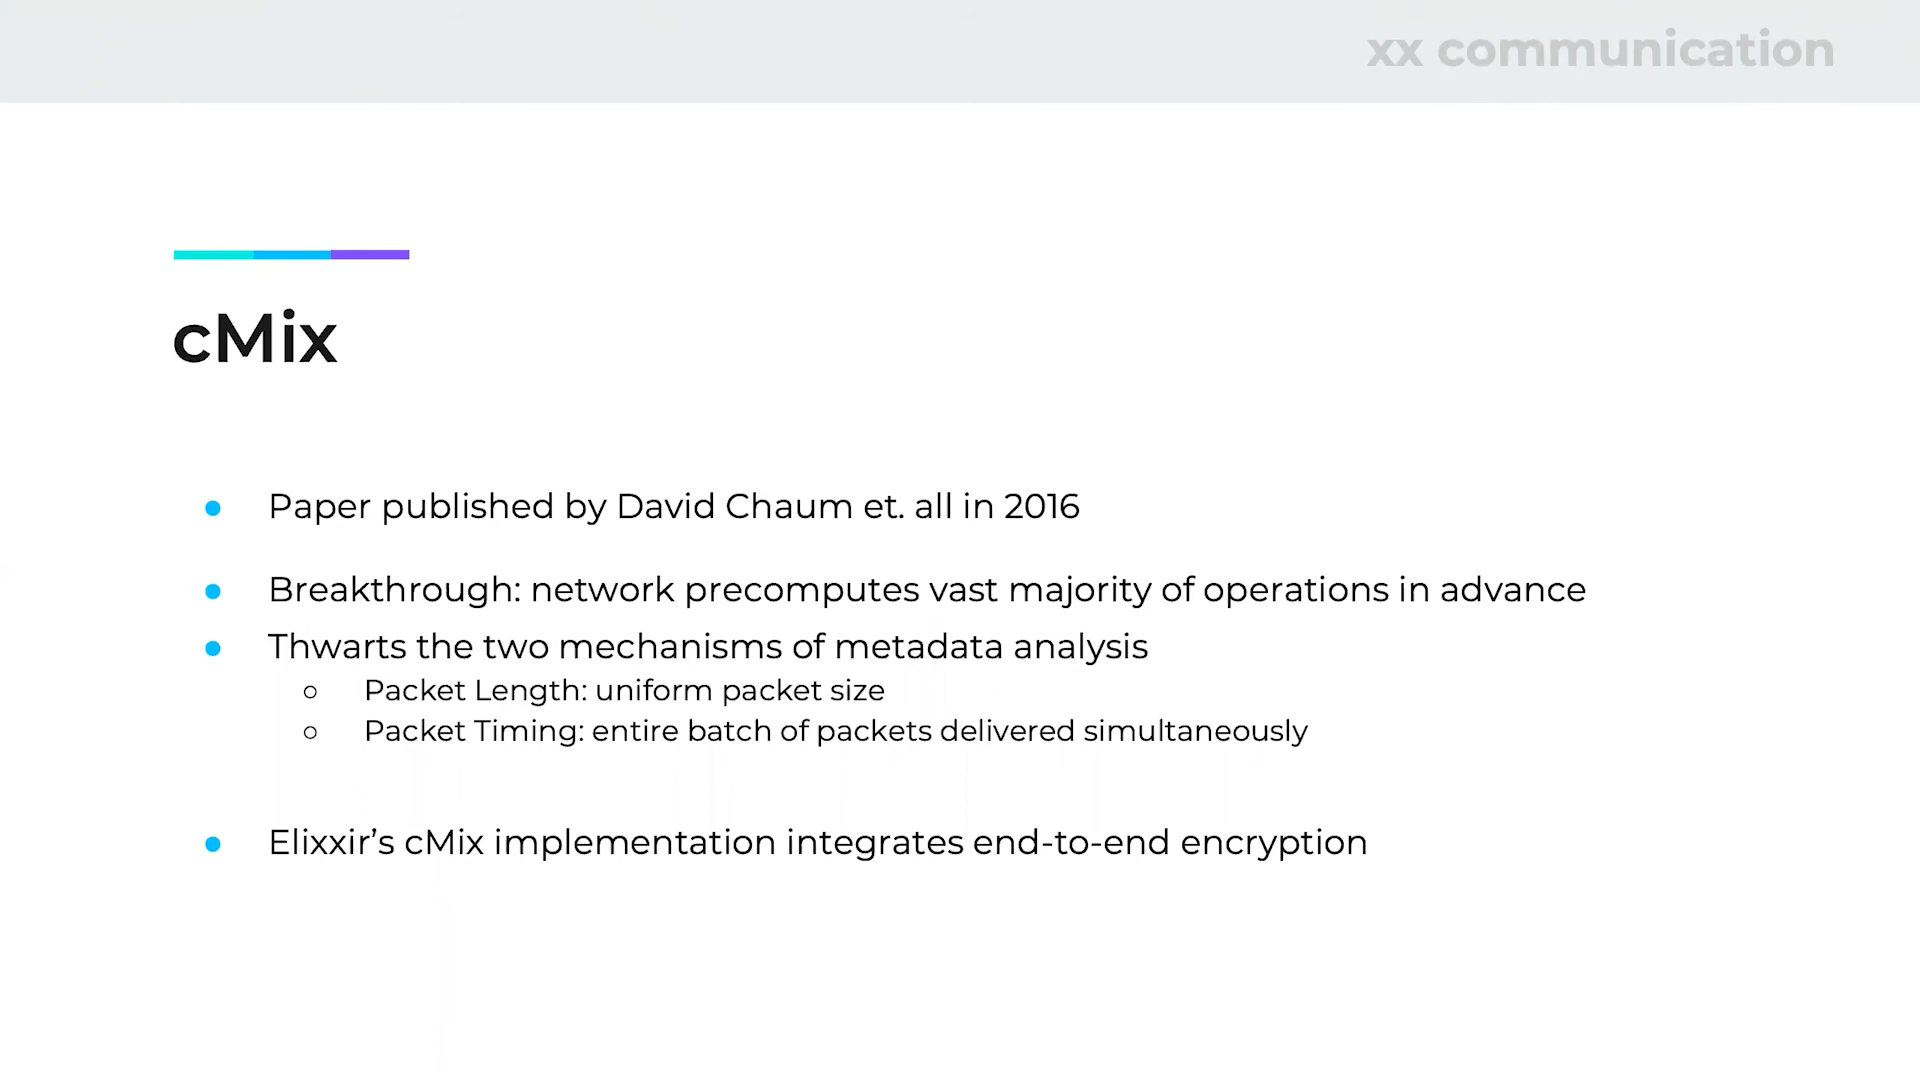 xx communication
cMix
● Paper published by David Chaum et. all in 2016
● Breakthrough: network precomputes vast majority of operations in advance
● Thwarts the two mechanisms of metadata analysis
○ Packet Length: uniform packet size
○ Packet Timing: entire batch of packets delivered simultaneously
● Elixxir’s cMix implementation integrates end-to-end encryption